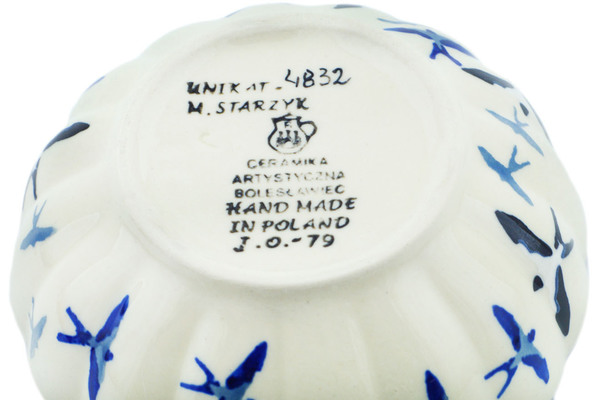 UNIKAT - 4832
M. STARZYK
CERAMIKA
ARTYSTYCZNA
BOLESŁAWIEC
HAND MADE
IN POLAND
I.O.-79